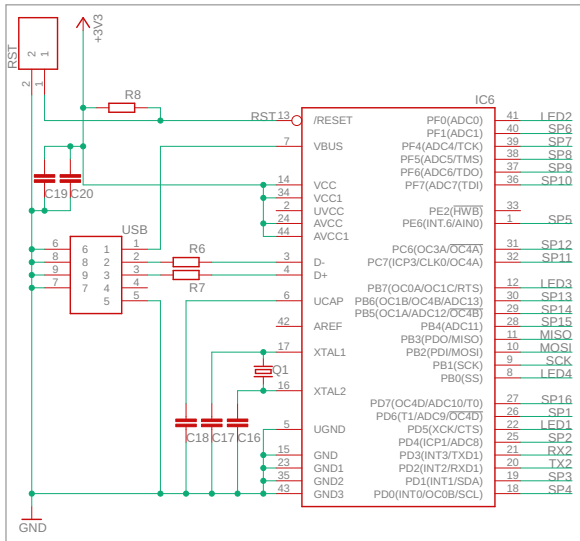 +3V3
RST
2
1
2
1
R8
IC6
RST
13
/RESET
PF0(ADC0)
41
LED2
PF1(ADC1)
40
SP6
7
VBUS
PF4(ADC4/TCK)
39
SP7
PF5(ADC5/TMS)
38
SP8
PF6(ADC6/TDO)
37
SP9
14
VCC
PF7(ADC7(TDI)
36
SP10
34
VCC1
2
UVCC
PE2(HWB)
33
24
AVCC
PE6(INT.6/AIN0)
1
SP5
44
AVCC1
C19
C20
USB
6
6
1
1
8
8
2
2
9
9
3
3
7
7
4
4
5
5
R6
R7
PC6(OC3A/OC4A)
31
SP12
3
D-
PC7(ICP3/CLK0/OC4A)
32
SP11
4
D+
PB7(OC0A/OC1C/RTS)
12
LED3
6
UCAP
PB6(OC1B/OC4B/ADC13)
30
SP13
PB5(OC1A/ADC12/OC4B)
29
SP14
42
AREF
PB4(ADC11)
28
SP15
PB3(PDO/MISO)
11
MISO
17
XTAL1
PB2(PDI/MOSI)
10
MOSI
PB1(SCK)
9
SCK
Q1
PB0(SS)
8
LED4
16
XTAL2
PD7(OC4D/ADC10/T0)
27
SP16
PD6(T1/ADC9/OC4D)
26
SP1
5
UGND
PD5(XCK/CTS)
22
LED1
C18
C17
C16
PD4(ICP1/ADC8)
25
SP2
15
GND
PD3(INT3/TXD1)
21
RX2
23
GND1
PD2(INT2/RXD1)
20
TX2
35
GND2
PD1(INT1/SDA)
19
SP3
43
GND3
PD0(INT0/OC0B/SCL)
18
SP4
GND